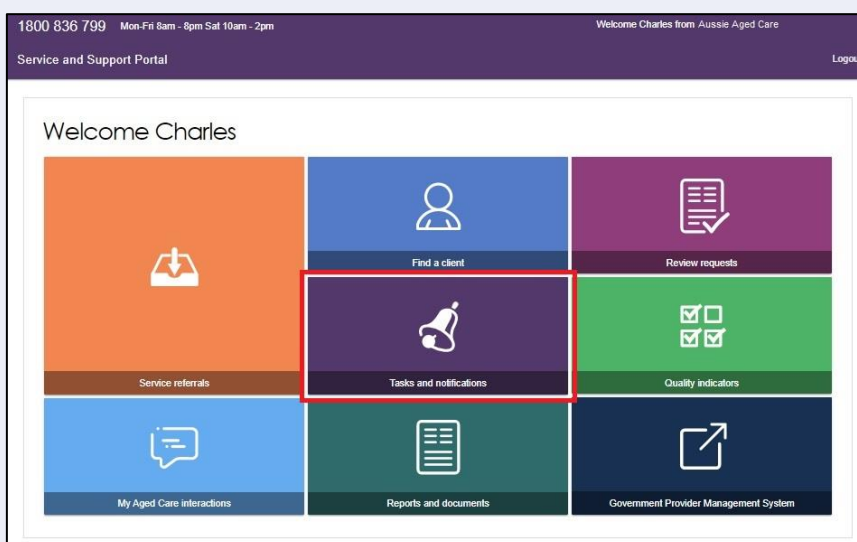 1800 836 799 Mon-Fri 8am - 8pm Sat 10am - 2pm Welcome Charles from Aussie Aged Care
Service and Support Portal
Welcome Charles
Find a client
Review requests
Service referrals
Tasks and notifications
Quality indicators
My Aged Care interactions
Reports and documents
Government Provider Management System